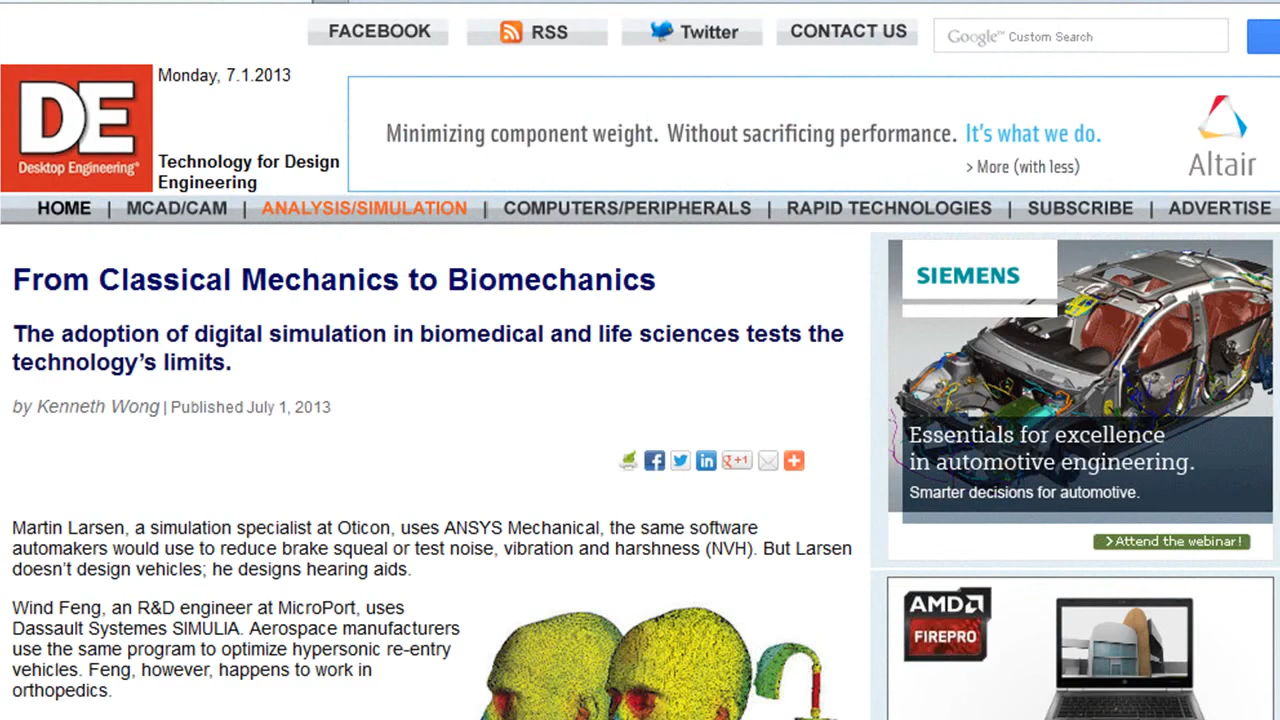 FACEBOOK
RSS
Twitter
CONTACT US
Google™ Custom Search
DE
Desktop Engineering®
Monday, 7.1.2013
Technology for Design
Engineering
Minimizing component weight. Without sacrificing performance. It's what we do.
> More (with less)
Altair
HOME | MCAD/CAM | ANALYSIS/SIMULATION | COMPUTERS/PERIPHERALS | RAPID TECHNOLOGIES | SUBSCRIBE | ADVERTISE
From Classical Mechanics to Biomechanics
The adoption of digital simulation in biomedical and life sciences tests the
technology's limits.
by Kenneth Wong | Published July 1, 2013
+1
Martin Larsen, a simulation specialist at Oticon, uses ANSYS Mechanical, the same software
automakers would use to reduce brake squeal or test noise, vibration and harshness (NVH). But Larsen
doesn't design vehicles; he designs hearing aids.
Wind Feng, an R&D engineer at MicroPort, uses
Dassault Systemes SIMULIA. Aerospace manufacturers
use the same program to optimize hypersonic re-entry
vehicles. Feng, however, happens to work in
orthopedics.
SIEMENS
Essentials for excellence
in automotive engineering.
Smarter decisions for automotive.
>Attend the webinar!
AMD
FIREPRO